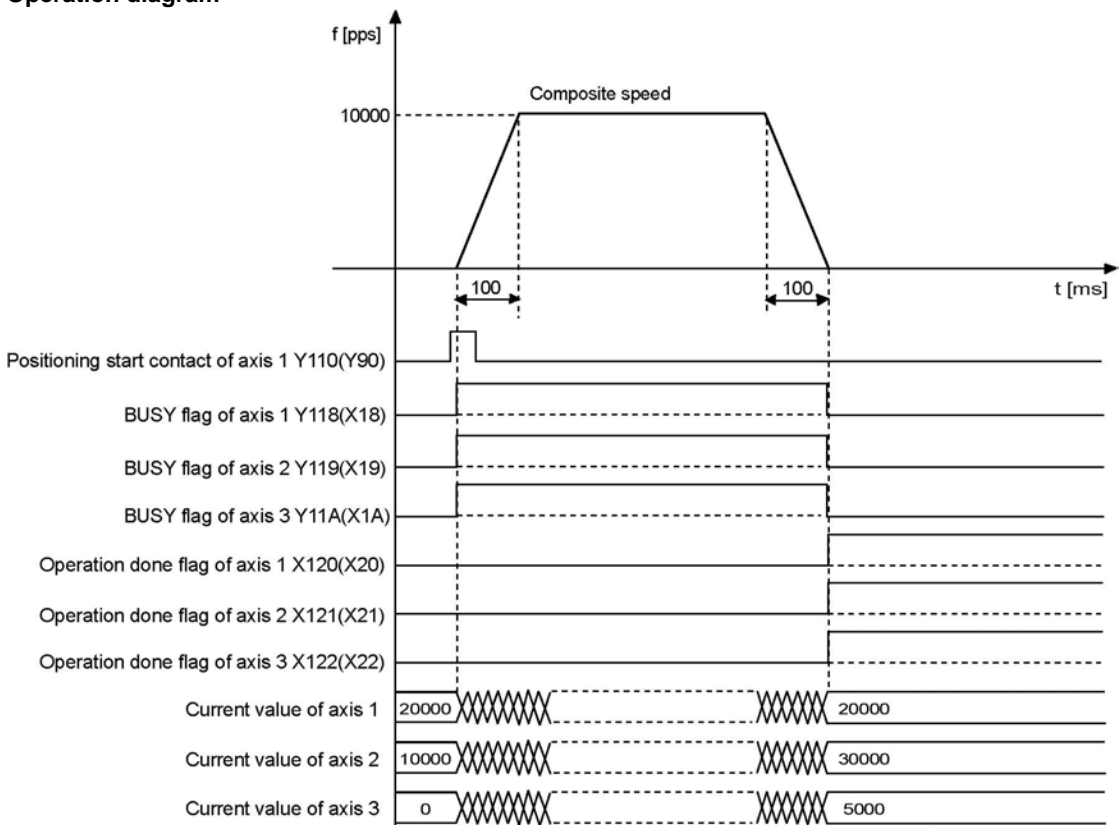 Operation diagram
f [pps]
Composite speed
10000
100
100
t [ms]
Positioning start contact of axis 1 Y110(Y90)
BUSY flag of axis 1 Y118(X18)
BUSY flag of axis 2 Y119(X19)
BUSY flag of axis 3 Y11A(X1A)
Operation done flag of axis 1 X120(X20)
Operation done flag of axis 2 X121(X21)
Operation done flag of axis 3 X122(X22)
Current value of axis 1 20000 20000
Current value of axis 2 10000 30000
Current value of axis 3 0 5000